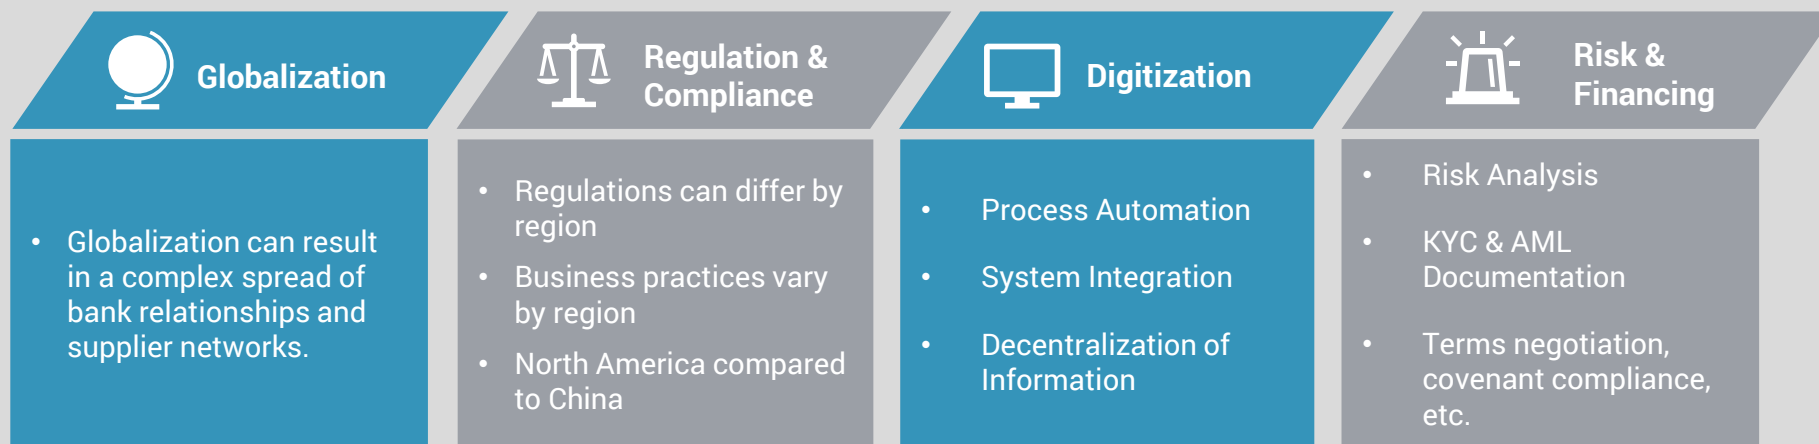 Globalization
• Globalization can result
in a complex spread of
bank relationships and
supplier networks.
Regulation &
Compliance
• Regulations can differ by
region
• Business practices vary
by region
• North America compared
to China
Digitization
• Process Automation
• System Integration
• Decentralization of
Information
Risk &
Financing
• Risk Analysis
• KYC & AML
Documentation
• Terms negotiation,
covenant compliance,
etc.